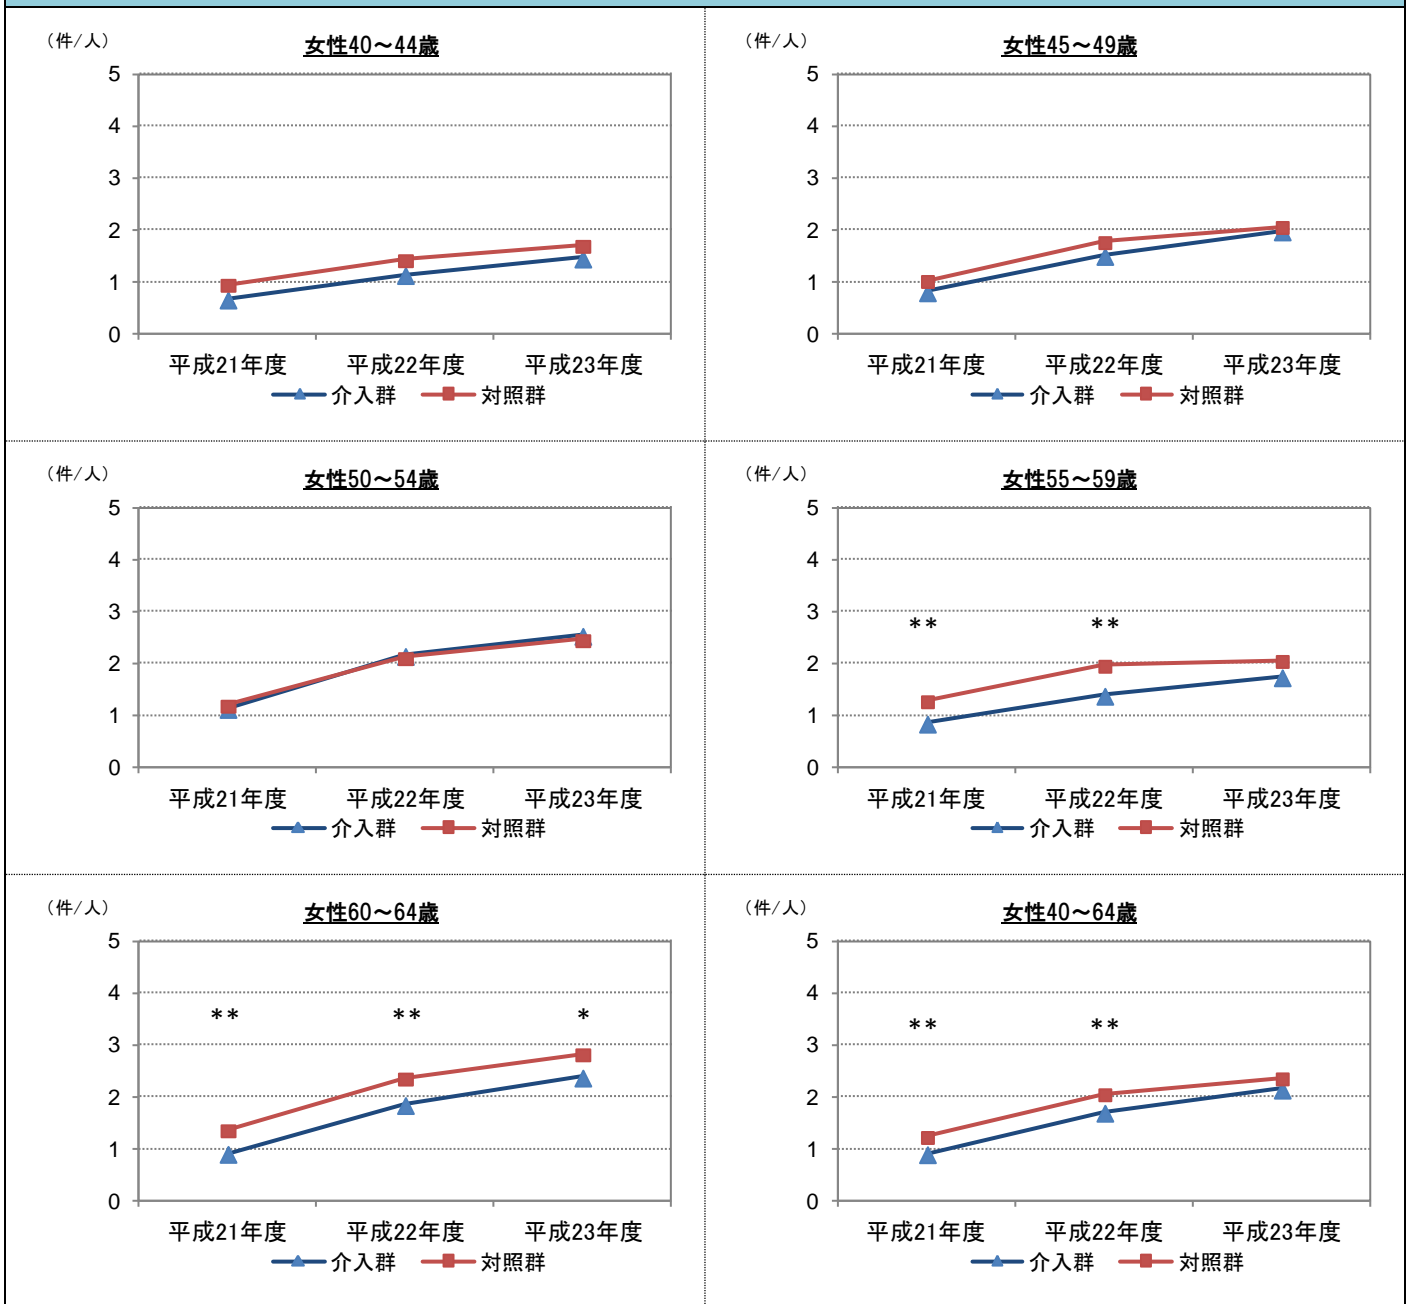 （件/人）
女性40～44歳
5
4
3
2
1
0
平成21年度 平成22年度 平成23年度
介入群 対照群
（件/人）
女性45～49歳
5
4
3
2
1
0
平成21年度 平成22年度 平成23年度
介入群 対照群
（件/人）
女性50～54歳
5
4
3
2
1
0
平成21年度 平成22年度 平成23年度
介入群 対照群
（件/人）
女性55～59歳
5
4
3
** **
2
1
0
平成21年度 平成22年度 平成23年度
介入群 対照群
（件/人）
女性60～64歳
5
4
** ** *
3
2
1
0
平成21年度 平成22年度 平成23年度
介入群 対照群
（件/人）
女性40～64歳
5
4
** **
3
2
1
0
平成21年度 平成22年度 平成23年度
介入群 対照群